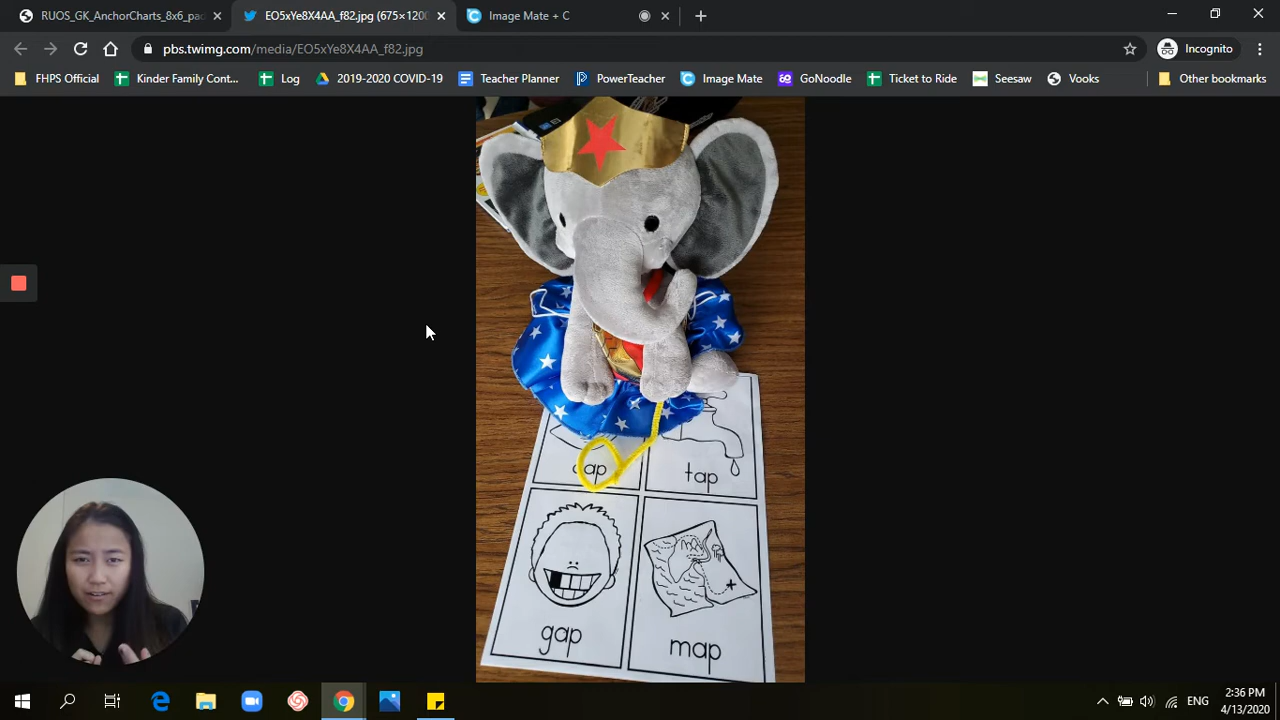 RUOS_GK_AnchorCharts_8x6_pad
EO5xYe8X4AA_f82.jpg (675×1200
Image Mate + C
pbs.twimg.com/media/EO5xYe8X4AA_f82.jpg
Incognito
FHPS Official
Kinder Family Cont...
Log
2019-2020 COVID-19
Teacher Planner
PowerTeacher
Image Mate
GoNoodle
Ticket to Ride
Seesaw
Vooks
Other bookmarks
tap
gap
map
ENG
2:36 PM
4/13/2020